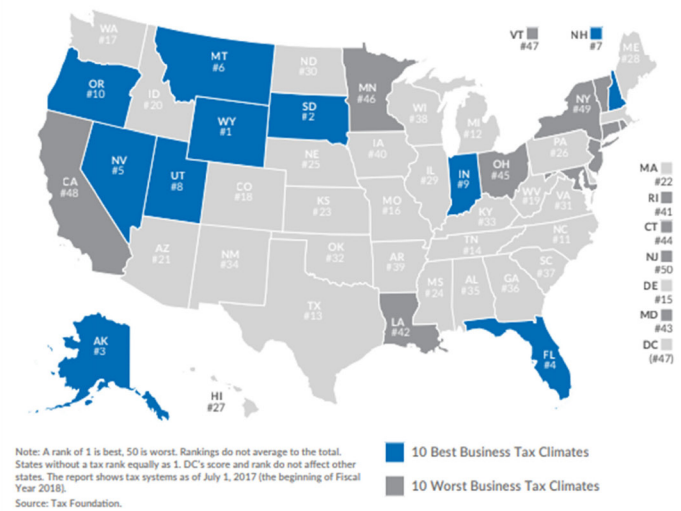 WA
#17
MT
#6
ND
#30
MN
#46
VT
#47
NH
#7
ME
#28
OR
#10
ID
#20
WY
#1
SD
#2
WI
#38
MI
#12
NY
#49
NV
#5
UT
#8
CA
#48
CO
#18
NE
#25
IA
#40
IL
#29
IN
#9
OH
#45
PA
#26
KS
#23
MO
#16
KY
#33
WV
#19
VA
#31
AZ
#21
NM
#34
OK
#32
AR
#39
TN
#14
NC
#11
SC
#37
TX
#13
LA
#42
MS
#24
AL
#35
GA
#36
FL
#4
AK
#3
HI
#27
MA
#22
RI
#41
CT
#44
NJ
#50
DE
#15
MD
#43
DC
(#47)
Note: A rank of 1 is best, 50 is worst. Rankings do not average to the total.
States without a tax rank equally as 1. DC's score and rank do not affect other
states. The report shows tax systems as of July 1, 2017 (the beginning of Fiscal
Year 2018).
Source: Tax Foundation.
10 Best Business Tax Climates
10 Worst Business Tax Climates